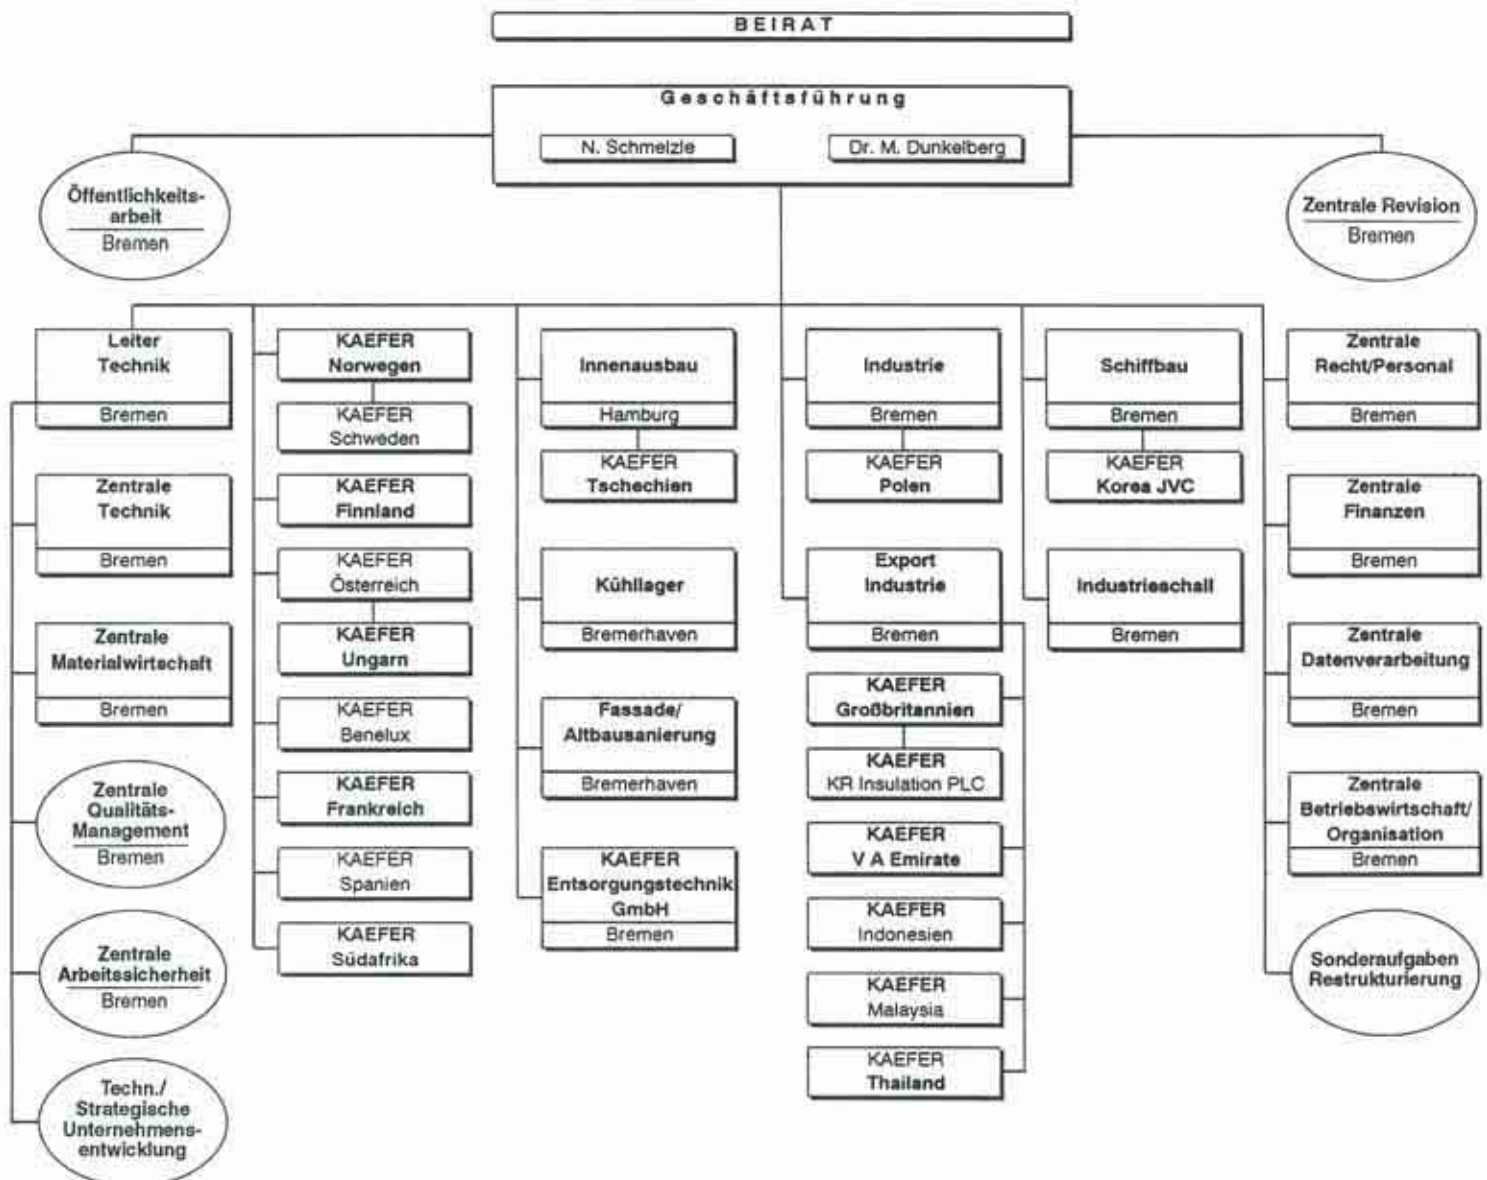 BEIRAT
Geschäftsführung
N. Schmelzle
Dr. M. Dunkelberg
Öffentlichkeits-
arbeit
Bremen
Zentrale Revision
Bremen
Leiter
Technik
Bremen
Zentrale
Technik
Bremen
Zentrale
Materialwirtschaft
Bremen
Zentrale
Qualitäts-
Management
Bremen
Zentrale
Arbeitssicherheit
Bremen
Techn./
Strategische
Unternehmens-
entwicklung
KAEFER
Norwegen
KAEFER
Schweden
KAEFER
Finnland
KAEFER
Österreich
KAEFER
Ungarn
KAEFER
Benelux
KAEFER
Frankreich
KAEFER
Spanien
KAEFER
Südafrika
Innenausbau
Hamburg
KAEFER
Tschechien
Kühllager
Bremerhaven
Fassade/
Altbausanierung
Bremerhaven
KAEFER
Entsorgungstechnik
GmbH
Bremen
Industrie
Bremen
KAEFER
Polen
Export
Industrie
Bremen
KAEFER
Großbritannien
KAEFER
KR Insulation PLC
KAEFER
V A Emirate
KAEFER
Indonesien
KAEFER
Malaysia
KAEFER
Thailand
Schiffbau
Bremen
KAEFER
Korea JVC
Industrieschall
Bremen
Zentrale
Recht/Personal
Bremen
Zentrale
Finanzen
Bremen
Zentrale
Datenverarbeitung
Bremen
Zentrale
Betriebswirtschaft/
Organisation
Bremen
Sonderaufgaben
Restrukturierung